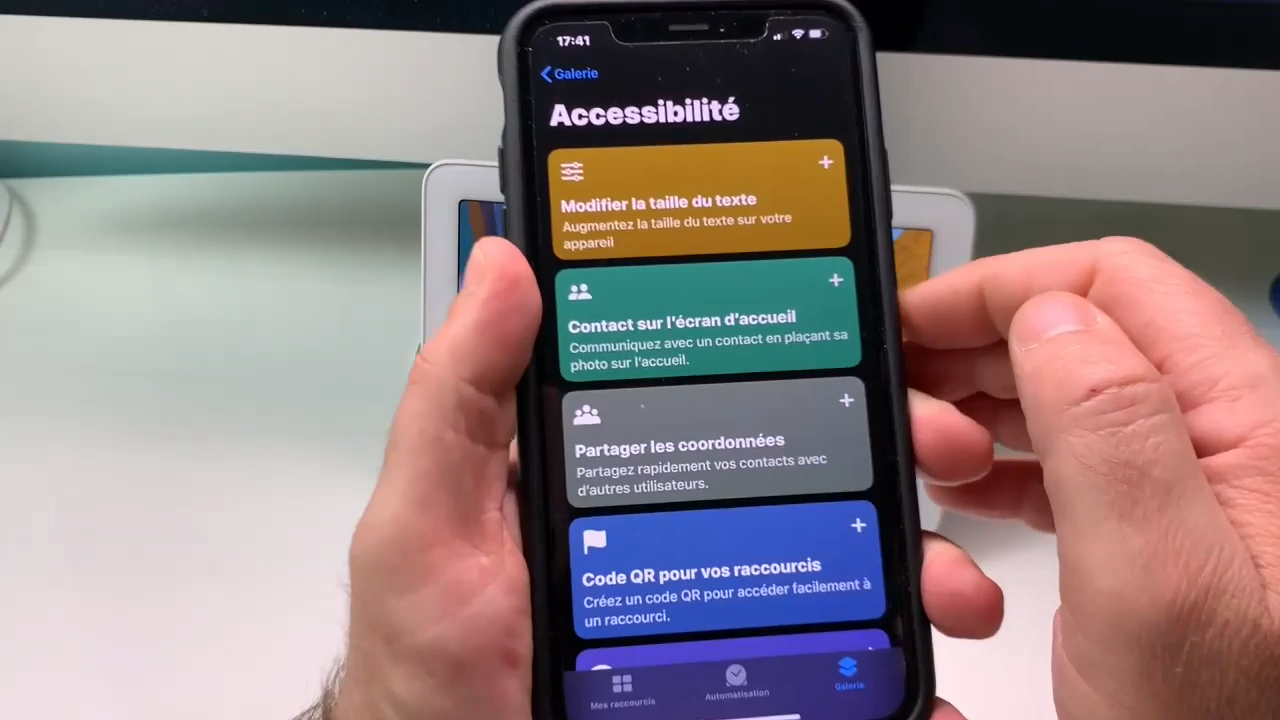 17:41
Galerie
Accessibilité
Modifier la taille du texte
Augmentez la taille du texte sur votre
appareil
Contact sur l'écran d'accueil
Communiquez avec un contact en plaçant sa
photo sur l'accueil.
Partager les coordonnées
Partagez rapidement vos contacts avec
d'autres utilisateurs.
Code QR pour vos raccourcis
Créez un code QR pour accéder facilement à
un raccourci.
Mes raccourcis
Automatisation
Galerie